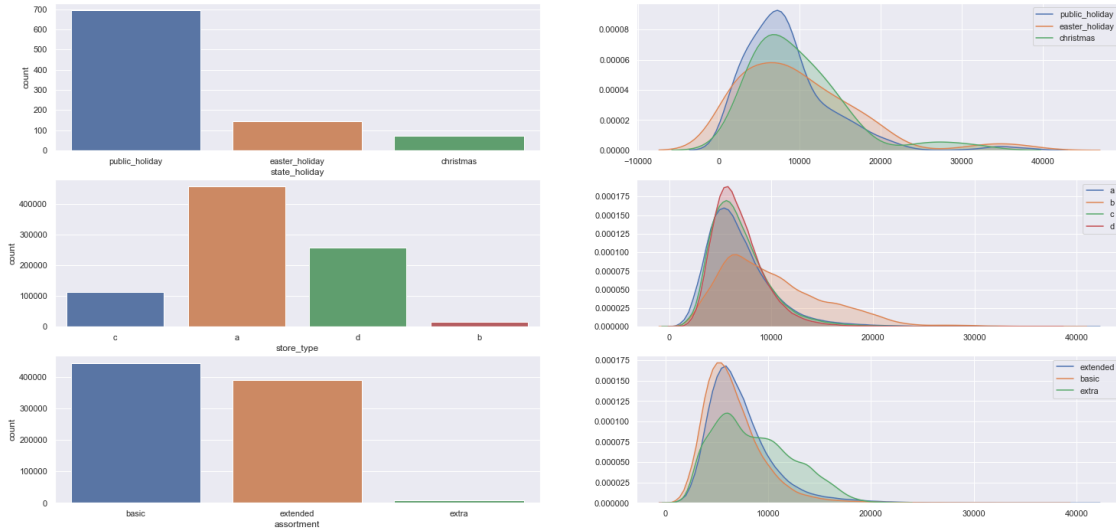 700
600
500
400
300
200
100
0
count
public_holiday easter_holiday christmas
state_holiday
0.00008
0.00006
0.00004
0.00002
0.00000
−10000 0 10000 20000 30000 40000
public_holiday
easter_holiday
christmas
400000
300000
200000
100000
0
count
c a d b
store_type
0.000175
0.000150
0.000125
0.000100
0.000075
0.000050
0.000025
0.000000
0 10000 20000 30000 40000
a
b
c
d
400000
300000
200000
100000
0
count
basic extended extra
assortment
0.000175
0.000150
0.000125
0.000100
0.000075
0.000050
0.000025
0.000000
0 10000 20000 30000 40000
extended
basic
extra